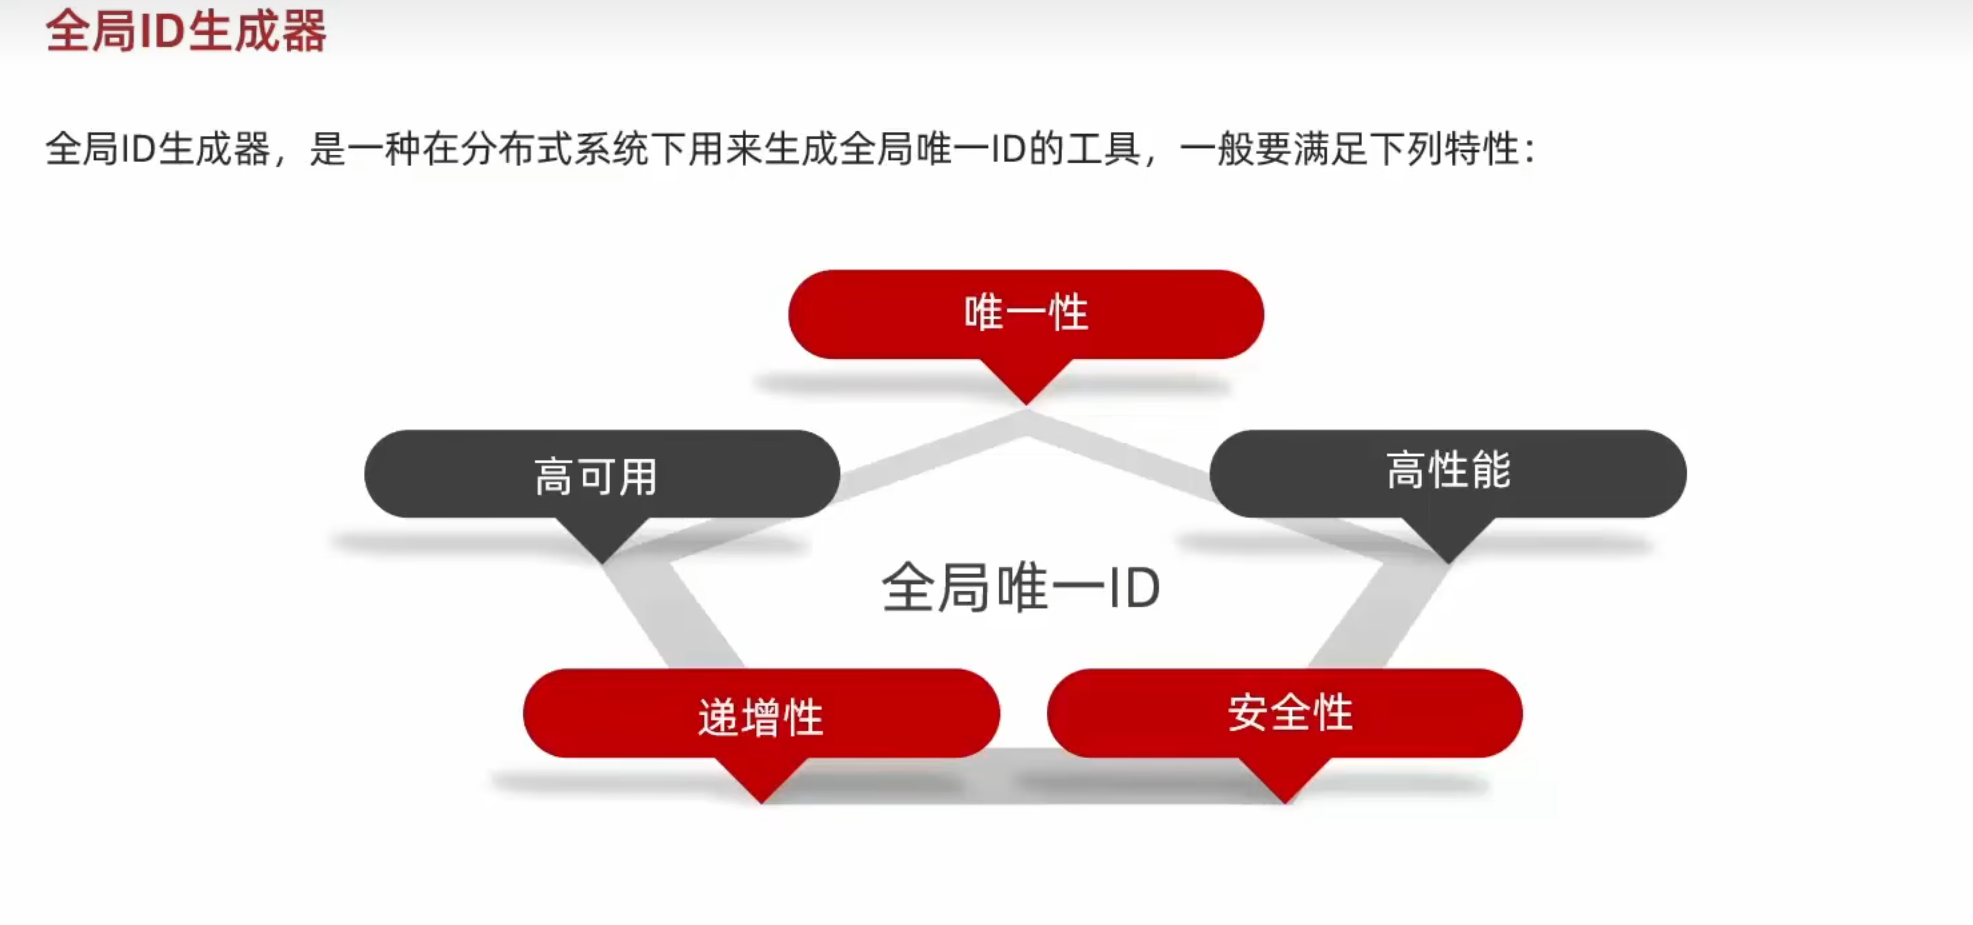 全局ID生成器
全局ID生成器，是一种在分布式系统下用来生成全局唯一ID的工具，一般要满足下列特性：
唯一性
高可用
高性能
全局唯一ID
递增性
安全性